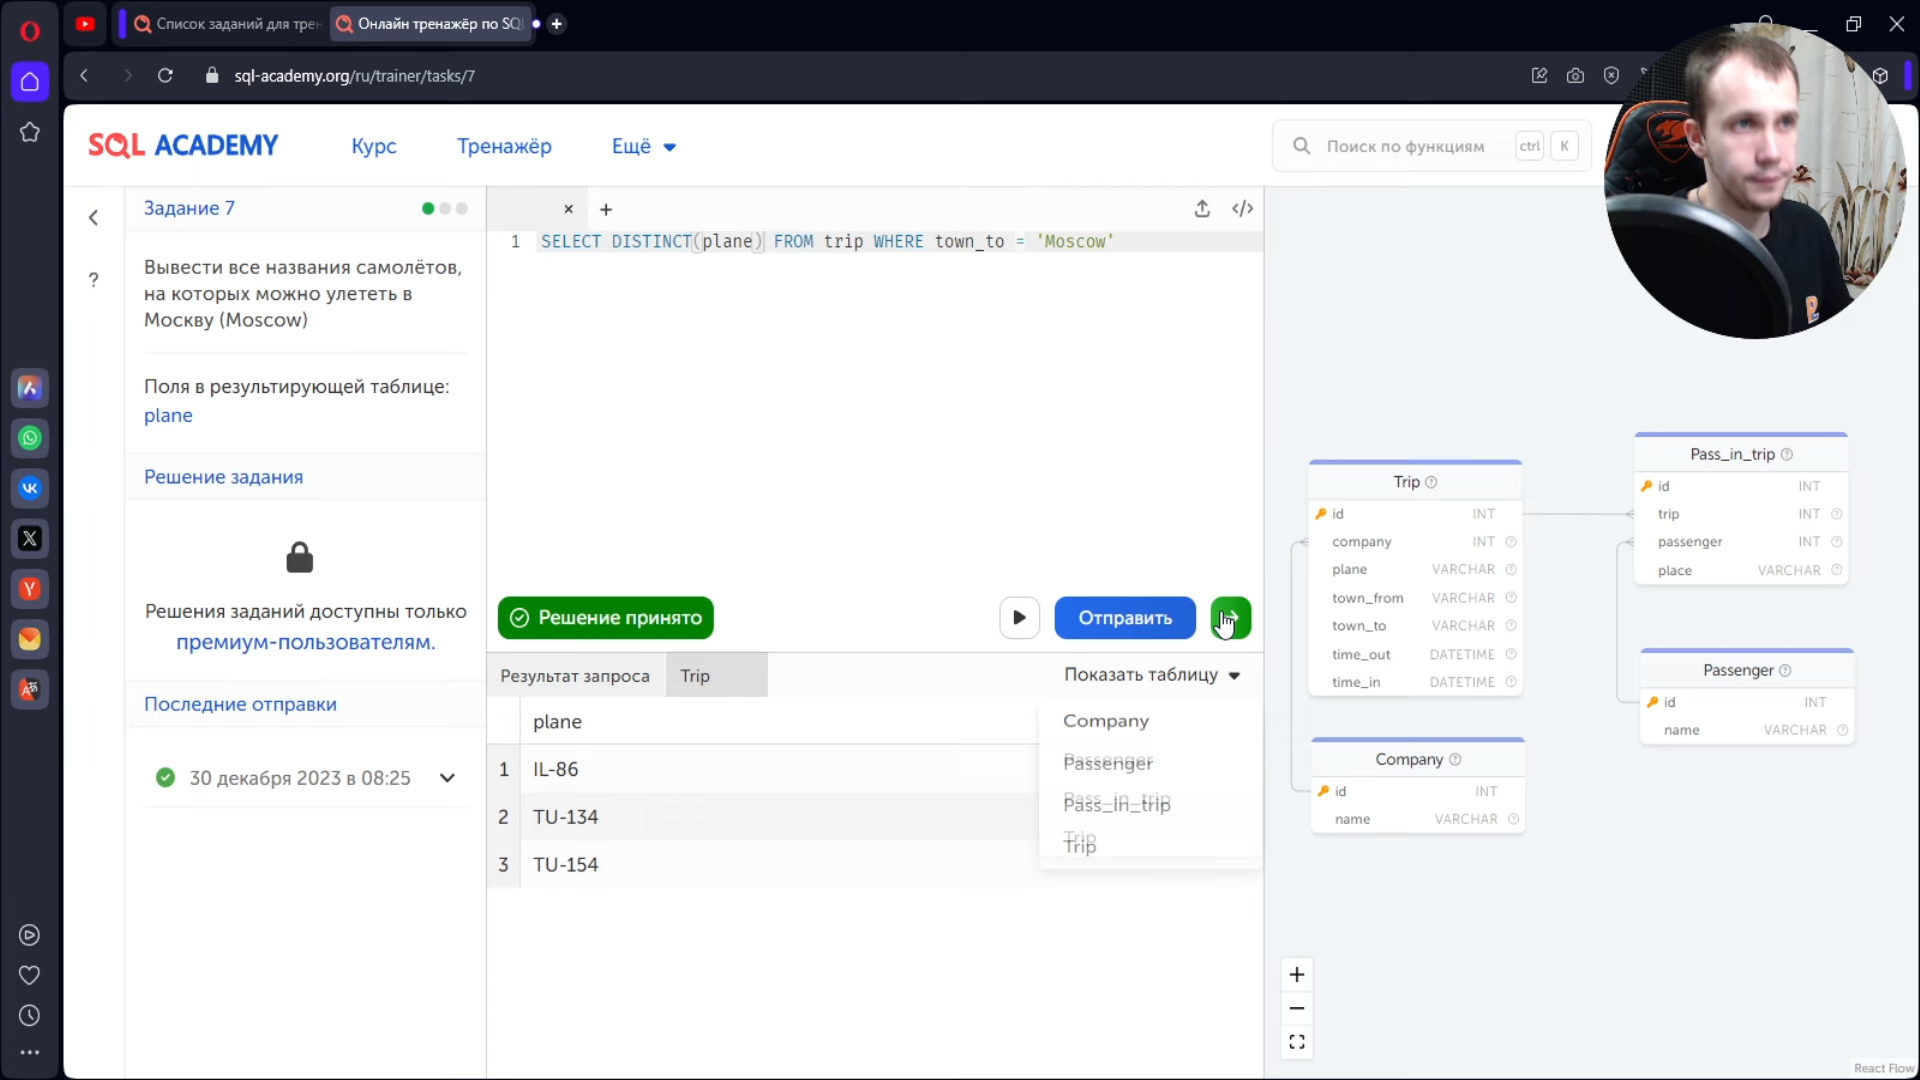 Список заданий для трен
Онлайн тренажёр по SQ
sql-academy.org/ru/trainer/tasks/7
SQL ACADEMY
Курс
Тренажёр
Ещё
Поиск по функциям
ctrl
K
Задание 7
Вывести все названия самолётов,
на которых можно улететь в
Москву (Moscow)
Поля в результирующей таблице:
plane
Решение задания
Решения заданий доступны только
премиум-пользователям.
Последние отправки
30 декабря 2023 в 08:25
1 SELECT DISTINCT(plane) FROM trip WHERE town_to = 'Moscow'
Решение принято
Отправить
Результат запроса
Trip
Показать таблицу
plane
1 IL-86
2 TU-134
3 TU-154
Company
Passenger
Pass_in_trip
Trip
Trip
id INT
company INT
plane VARCHAR
town_from VARCHAR
town_to VARCHAR
time_out DATETIME
time_in DATETIME
Company
id INT
name VARCHAR
Pass_in_trip
id INT
trip INT
passenger INT
place VARCHAR
Passenger
id INT
name VARCHAR
React Flow